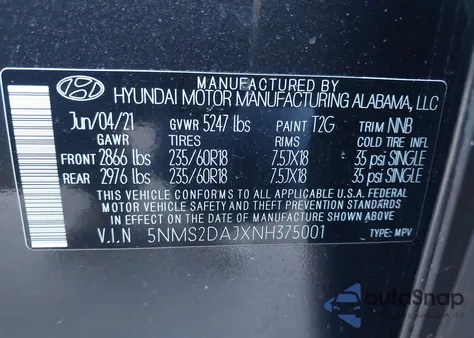 MANUFACTURED BY
HYUNDAI MOTOR MANUFACTURING ALABAMA, LLC
Jun/04/21 GVWR 5247 lbs PAINT T2G TRIM NNB
GAWR TIRES RIMS COLD TIRE INFL
FRONT 2866 lbs 235/60R18 7.5JX18 35 psi SINGLE
REAR 2976 lbs 235/60R18 7.5JX18 35 psi SINGLE
THIS VEHICLE CONFORMS TO ALL APPLICABLE U.S.A. FEDERAL
MOTOR VEHICLE SAFETY AND THEFT PREVENTION STANDARDS
IN EFFECT ON THE DATE OF MANUFACTURE SHOWN ABOVE.
V.I.N 5NMS2DAJXNH375001 TYPE: MPV
AutoSnap